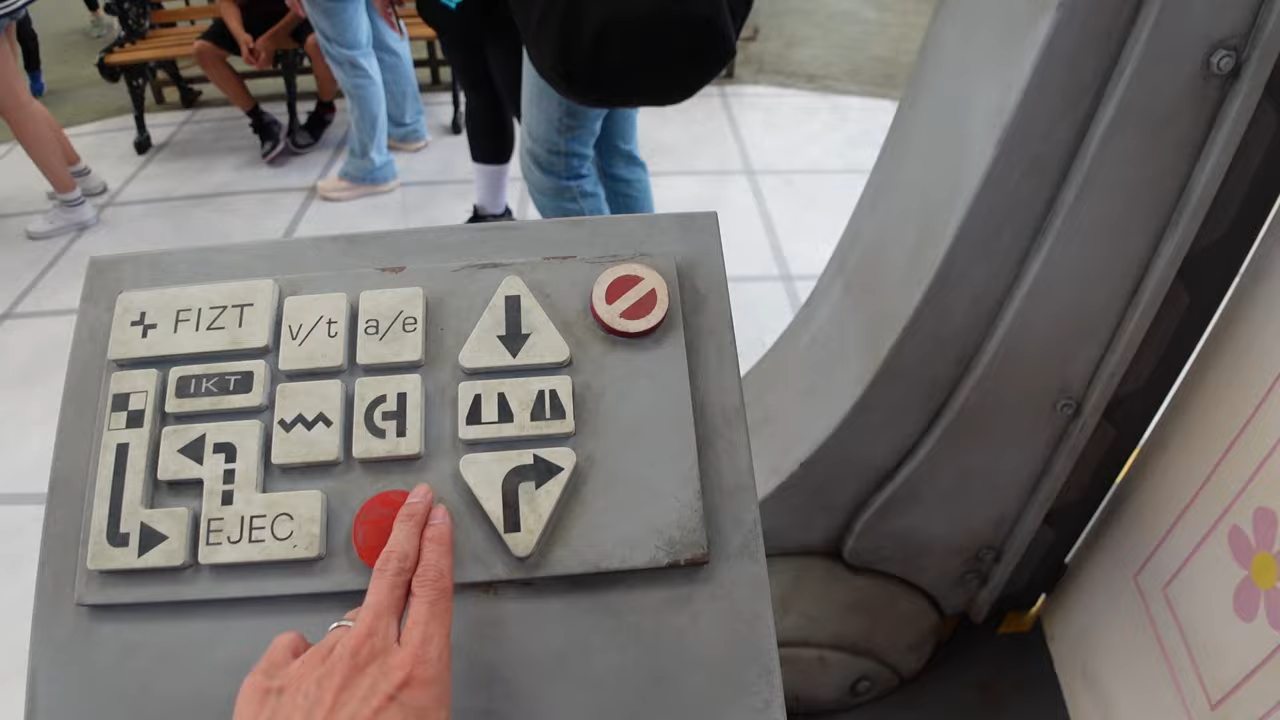 + FIZT
v/t
a/e
IKT
EJEC